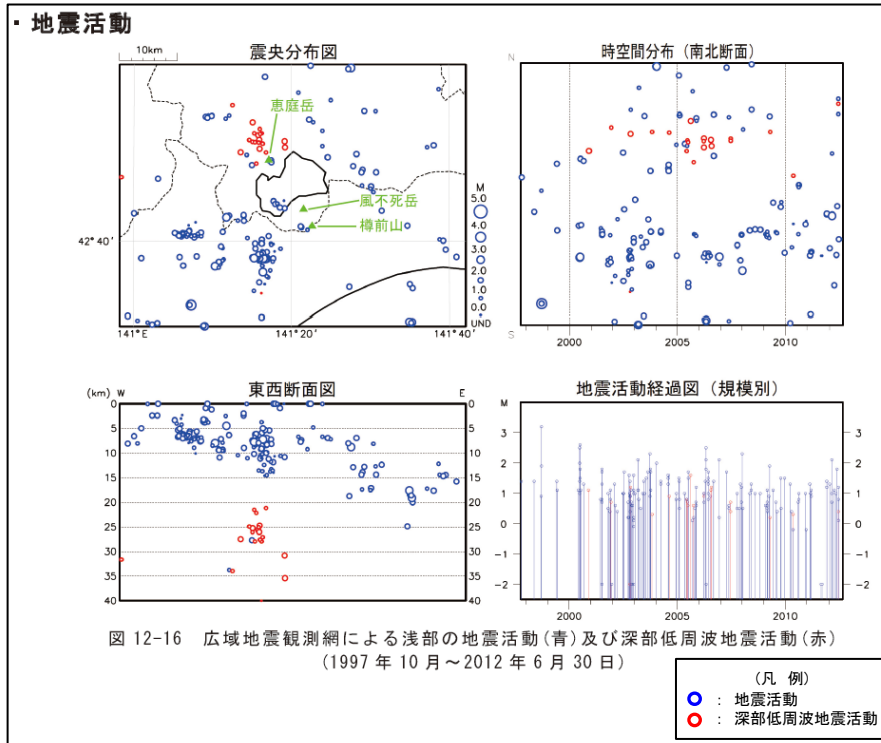 ・地震活動
10km
震央分布図
恵庭岳
風不死岳
樽前山
42°40′
141°E
141°20′
141°40′
M
5.0
4.0
3.0
2.0
1.0
0.0
UND
時空間分布（南北断面）
N
S
2000
2005
2010
東西断面図
(km)
W
E
0
5
10
15
20
25
30
35
40
地震活動経過図（規模別）
M
3
2
1
0
-1
-2
3
2
1
0
-1
-2
2000
2005
2010
図 12-16　広域地震観測網による浅部の地震活動(青)及び深部低周波地震活動(赤)
(1997 年 10 月～2012 年 6 月 30 日)
（凡 例）
○ ： 地震活動
○ ： 深部低周波地震活動